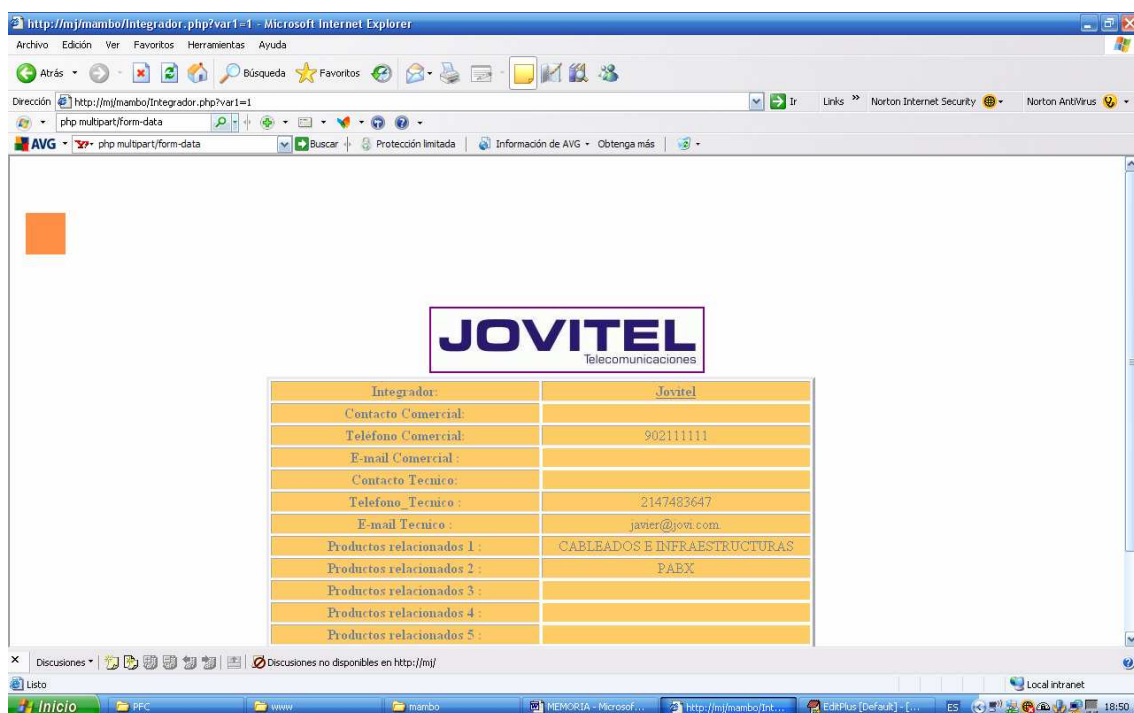 http://mj/mambo/Integrador.php?var1=1 - Microsoft Internet Explorer
Archivo Edición Ver Favoritos Herramientas Ayuda
Atrás Búsqueda Favoritos
Dirección http://mj/mambo/Integrador.php?var1=1 Ir Links » Norton Internet Security Norton AntiVirus
php multipart/form-data
AVG php multipart/form-data Buscar Protección limitada Información de AVG Obtenga más
JOVITEL
Telecomunicaciones
Integrador: Jovitel
Contacto Comercial:
Teléfono Comercial: 902111111
E-mail Comercial :
Contacto Tecnico:
Telefono_Tecnico : 2147483647
E-mail Tecnico : javier@jovi.com
Productos relacionados 1 : CABLEADOS E INFRAESTRUCTURAS
Productos relacionados 2 : PABX
Productos relacionados 3 :
Productos relacionados 4 :
Productos relacionados 5 :
Discusiones Discusiones no disponibles en http://mj/
Listo Local intranet
Inicio PFC www mambo MEMORIA - Microsof... http://mj/mambo/Int... EditPlus [Default] - [... ES 18:50